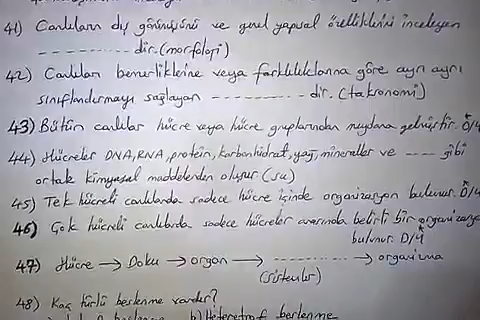 41) Canlıların dış görünüşünü ve genel yapısal özelliklerini inceleyen
------------ dir. (morfoloji)
42) Canlıları benzerliklerine veya farklılıklarına göre ayrı ayrı
sınıflandırmayı sağlayan ------------ dir. (takronomi)
43) Bütün canlılar hücre veya hücre gruplarından meydana gelmiştir. D/Y
44) Hücreler DNA, RNA, protein, karbonhidrat, yağ, mineraller ve ---- gibi
ortak kimyasal maddelerden oluşur (su)
45) Tek hücreli canlılarda sadece hücre içinde organizasyon bulunur. D/Y
46) Çok hücreli canlılarda sadece hücreler arasında belirli bir organizasyo
bulunur. D/Y
47) Hücre → Doku → organ → ------------ → organizma
(sistemler)
48) Kaç türlü beslenme vardır?
b) Heterotrof beslenme